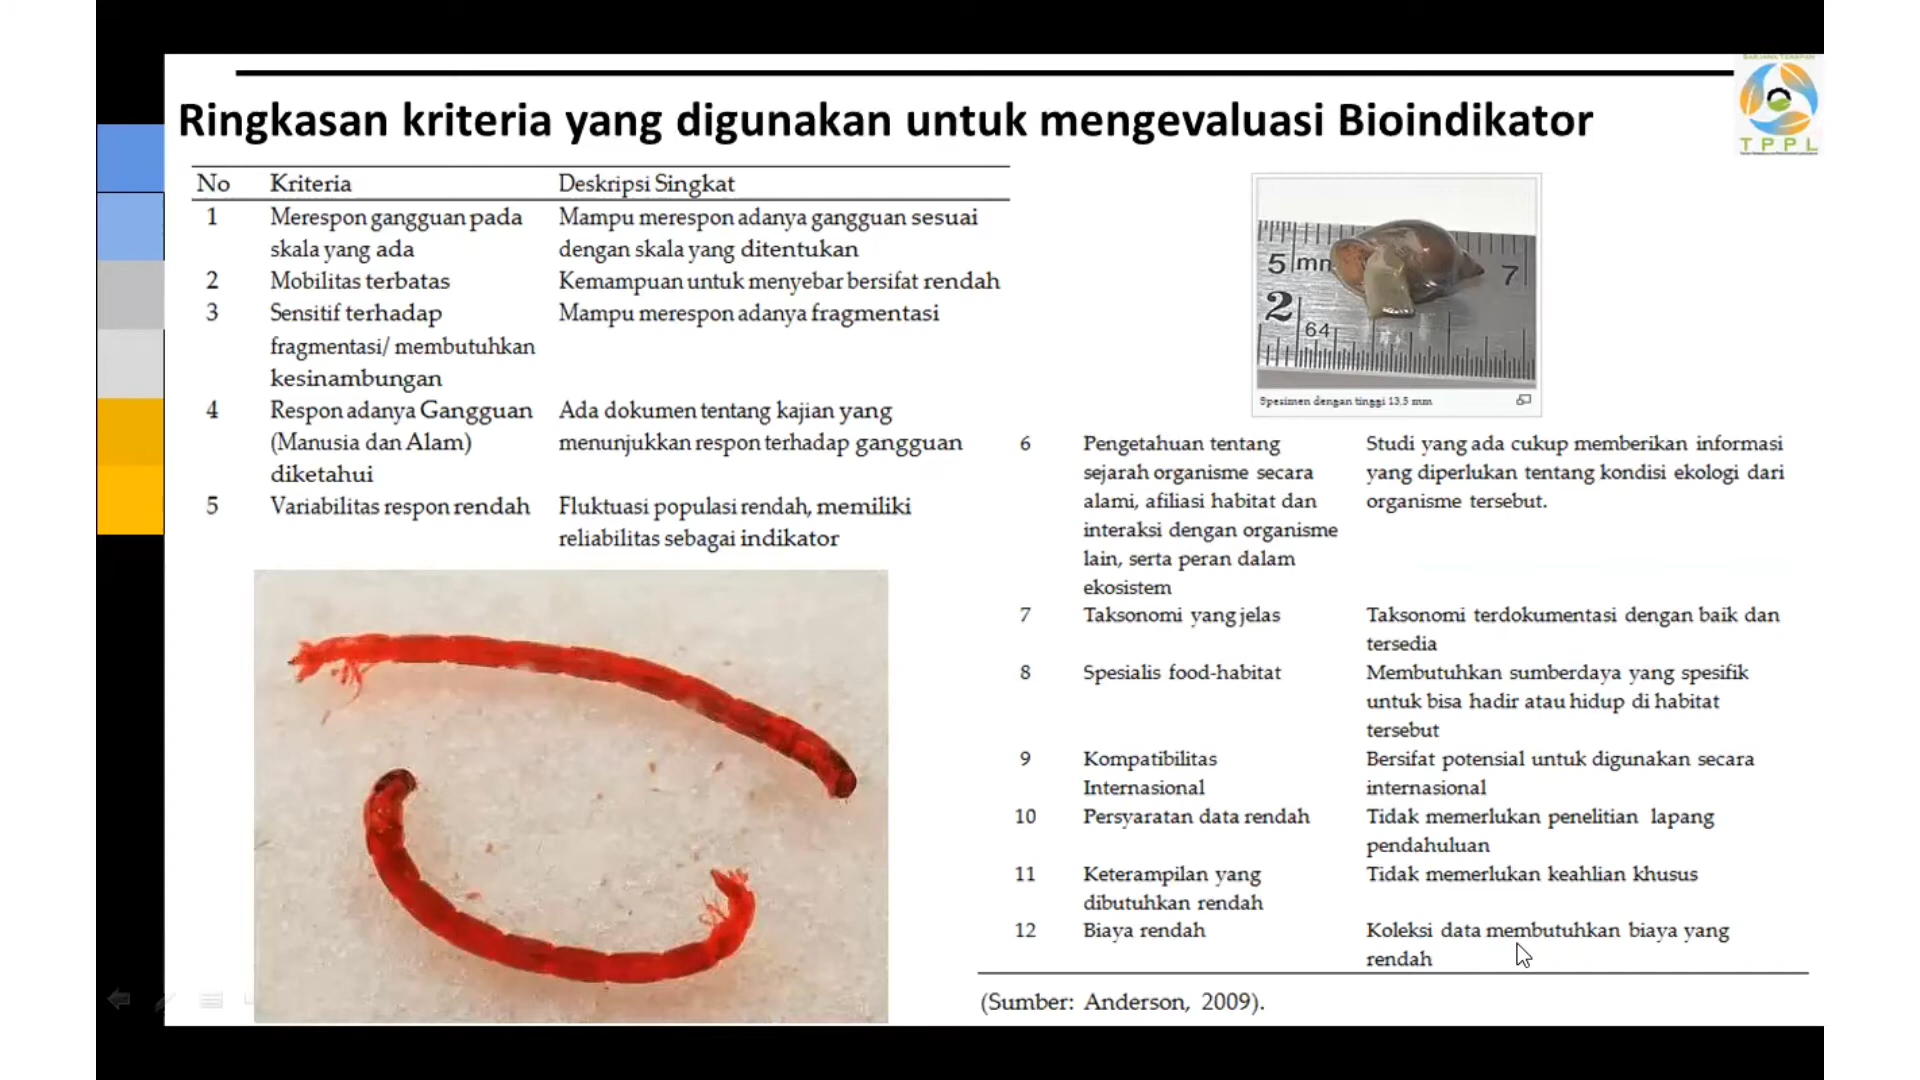 Ringkasan kriteria yang digunakan untuk mengevaluasi Bioindikator
T P P L
No Kriteria Deskripsi Singkat
1 Merespon gangguan pada Mampu merespon adanya gangguan sesuai
skala yang ada dengan skala yang ditentukan
2 Mobilitas terbatas Kemampuan untuk menyebar bersifat rendah
3 Sensitif terhadap Mampu merespon adanya fragmentasi
fragmentasi/ membutuhkan
kesinambungan
4 Respon adanya Gangguan Ada dokumen tentang kajian yang
(Manusia dan Alam) menunjukkan respon terhadap gangguan
diketahui
5 Variabilitas respon rendah Fluktuasi populasi rendah, memiliki
reliabilitas sebagai indikator
5 mm 7
2 64
Spesimen dengan tinggi 13,5 mm
6 Pengetahuan tentang Studi yang ada cukup memberikan informasi
sejarah organisme secara yang diperlukan tentang kondisi ekologi dari
alami, afiliasi habitat dan organisme tersebut.
interaksi dengan organisme
lain, serta peran dalam
ekosistem
7 Taksonomi yang jelas Taksonomi terdokumentasi dengan baik dan
tersedia
8 Spesialis food-habitat Membutuhkan sumberdaya yang spesifik
untuk bisa hadir atau hidup di habitat
tersebut
9 Kompatibilitas Bersifat potensial untuk digunakan secara
Internasional internasional
10 Persyaratan data rendah Tidak memerlukan penelitian lapang
pendahuluan
11 Keterampilan yang Tidak memerlukan keahlian khusus
dibutuhkan rendah
12 Biaya rendah Koleksi data membutuhkan biaya yang
rendah
(Sumber: Anderson, 2009).